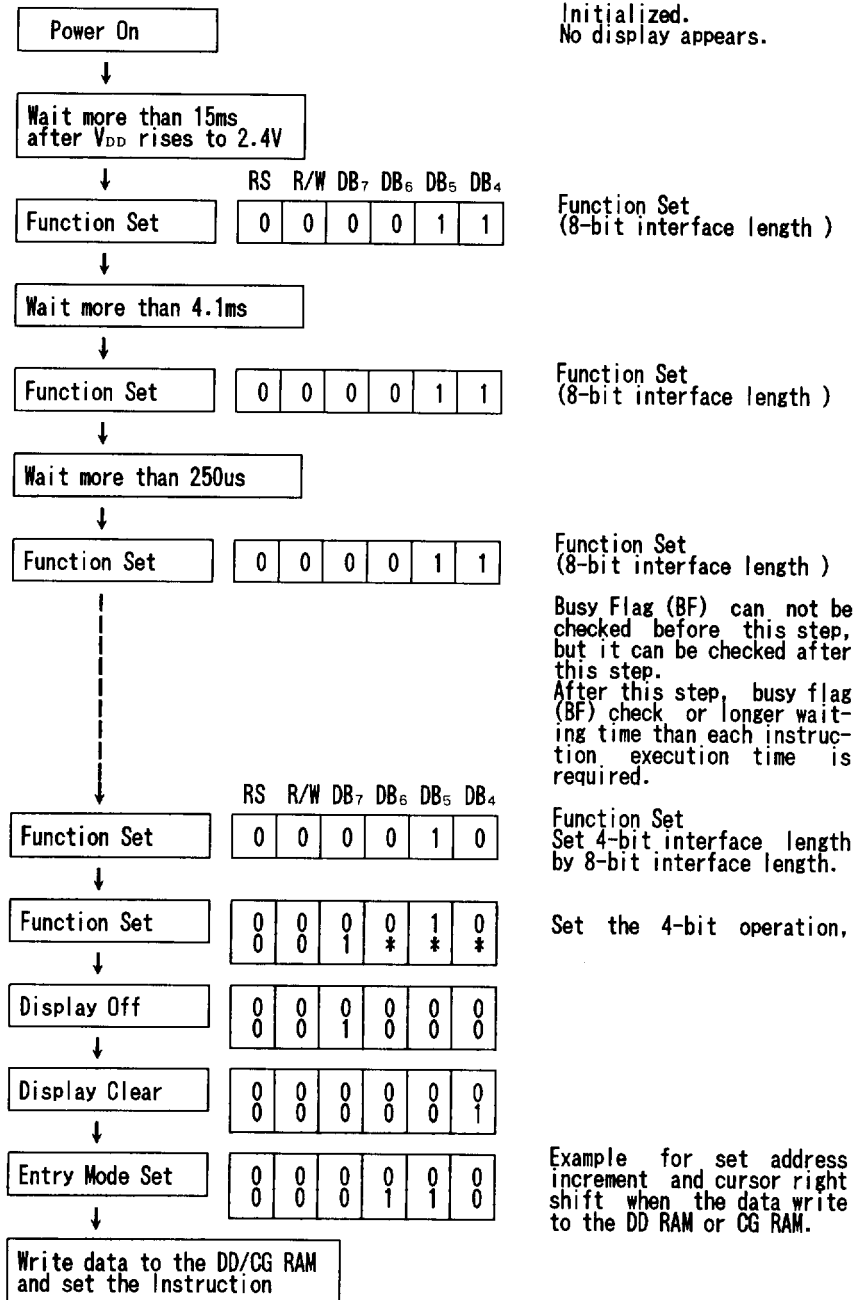 Power On
Initialized.
No display appears.
Wait more than 15ms
after VDD rises to 2.4V
RS R/W DB7 DB6 DB5 DB4
Function Set
0 0 0 0 1 1
Function Set
(8-bit interface length )
Wait more than 4.1ms
Function Set
0 0 0 0 1 1
Function Set
(8-bit interface length )
Wait more than 250us
Function Set
0 0 0 0 1 1
Function Set
(8-bit interface length )
Busy Flag (BF) can not be
checked before this step,
but it can be checked after
this step.
After this step, busy flag
(BF) check or longer wait-
ing time than each instruc-
tion execution time is
required.
RS R/W DB7 DB6 DB5 DB4
Function Set
0 0 0 0 1 0
Function Set
Set 4-bit interface length
by 8-bit interface length.
Function Set
0 0 0 0 1 0
0 0 1 * * *
Set the 4-bit operation,
Display Off
0 0 0 0 0 0
0 0 1 0 0 0
Display Clear
0 0 0 0 0 0
0 0 0 0 0 1
Entry Mode Set
0 0 0 0 0 0
0 0 0 1 1 0
Example for set address
increment and cursor right
shift when the data write
to the DD RAM or CG RAM.
Write data to the DD/CG RAM
and set the Instruction